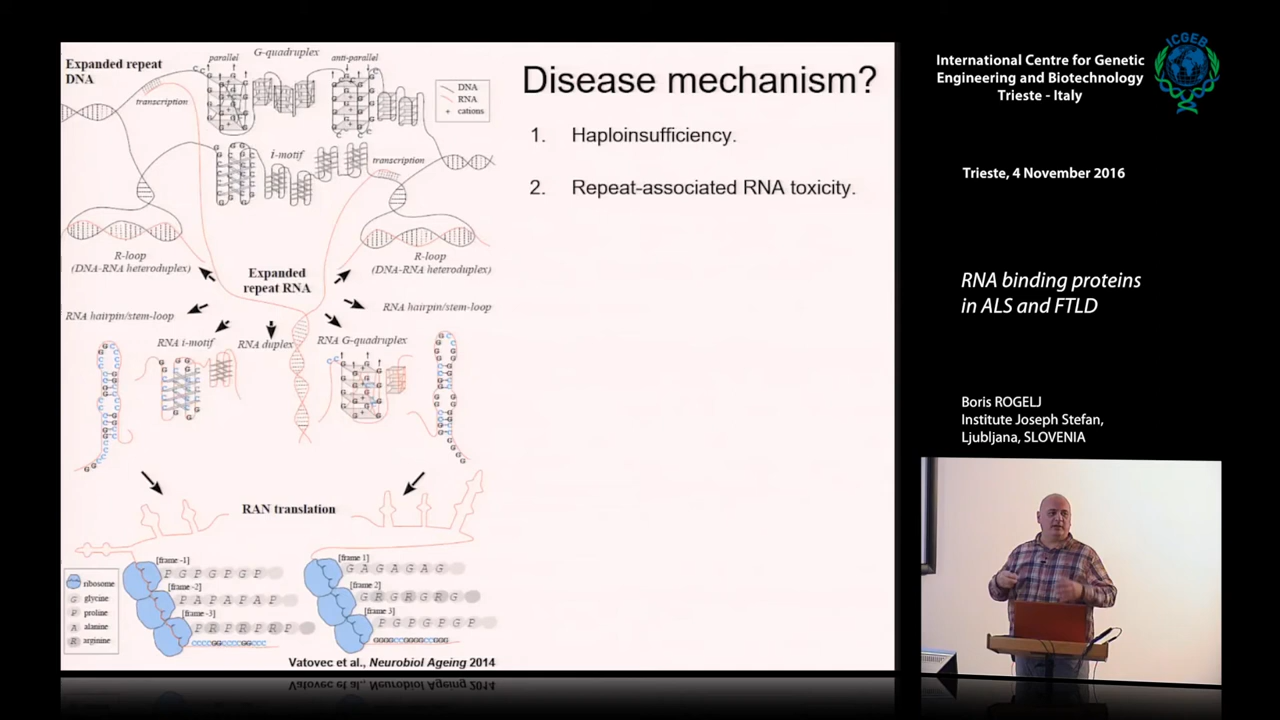 Expanded repeat
DNA
parallel
G-quadruplex
anti-parallel
transcription
DNA
RNA
+ cations
i-motif
transcription
R-loop
(DNA-RNA heteroduplex)
R-loop
(DNA-RNA heteroduplex)
Expanded
repeat RNA
RNA hairpin/stem-loop
RNA hairpin/stem-loop
RNA i-motif
RNA duplex
RNA G-quadruplex
RAN translation
[frame -1]
P G P G P G P
[frame -2]
P A P A P A P
[frame -3]
P R P R P R P
CCCCGGCCCCGGCCC
[frame 1]
G A G A G A G
[frame 2]
G R G R G R G
[frame 3]
P G P G P G P
GGGGCCGGGGCCGGG
ribosome
G glycine
P proline
A alanine
R arginine
Vatovec et al., Neurobiol Ageing 2014
Disease mechanism?
1. Haploinsufficiency.
2. Repeat-associated RNA toxicity.
International Centre for Genetic
Engineering and Biotechnology
Trieste - Italy
ICGEB
Trieste, 4 November 2016
RNA binding proteins
in ALS and FTLD
Boris ROGELJ
Institute Joseph Stefan,
Ljubljana, SLOVENIA